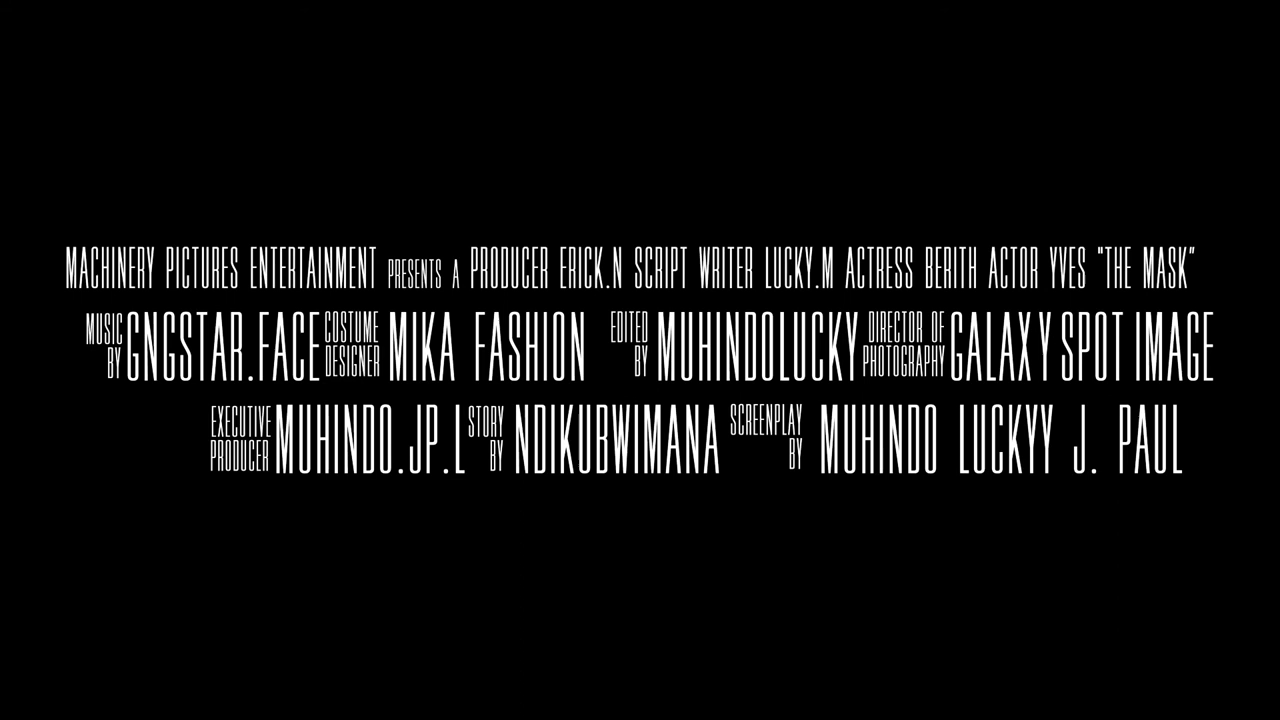 MACHINERY PICTURES ENTERTAINMENT PRESENTS A PRODUCER ERICK.N SCRIPT WRITER LUCKY.M ACTRESS BERITH ACTOR YVES "THE MASK"
MUSIC BY GNGSTAR.FACE COSTUME DESIGNER MIKA FASHION EDITED BY MUHINDOLUCKY DIRECTOR OF PHOTOGRAPHY GALAXY SPOT IMAGE
EXECUTIVE PRODUCER MUHINDO.JP.L STORY BY NDIKUBWIMANA SCREENPLAY BY MUHINDO LUCKYY J. PAUL